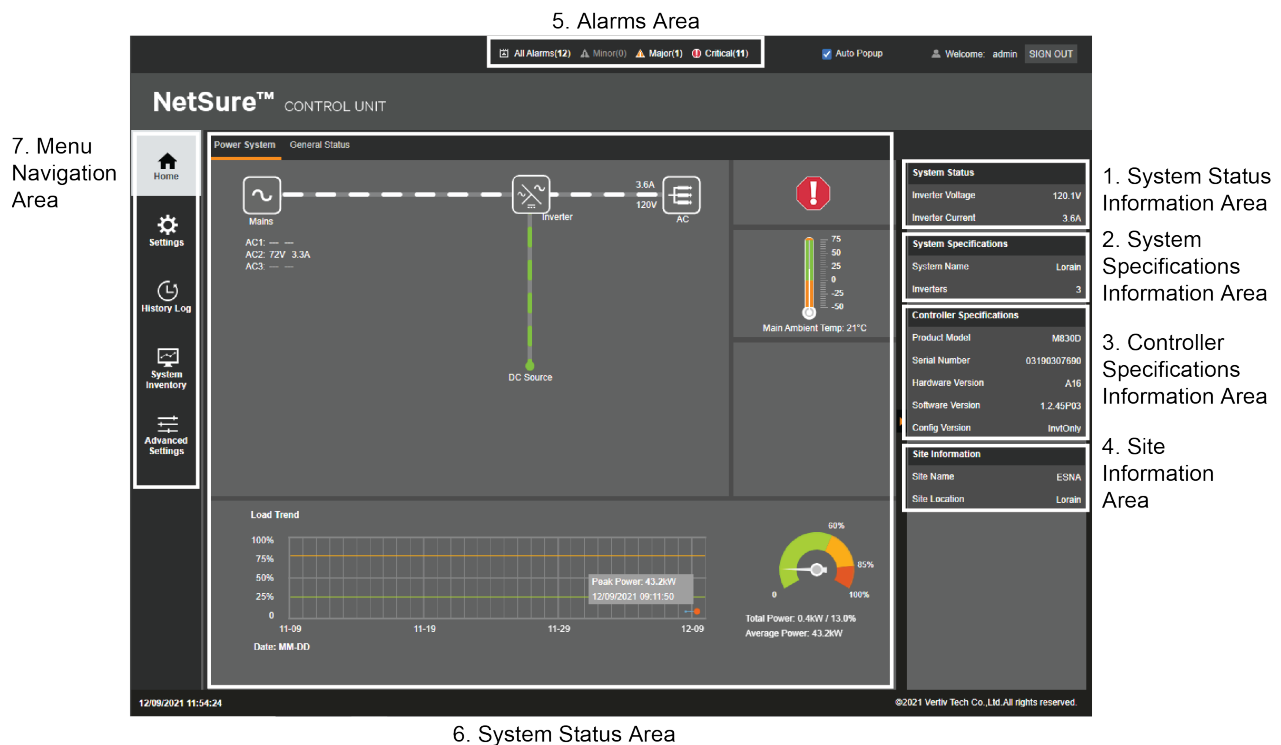 5. Alarms Area
All Alarms(12) Minor(0) Major(1) Critical(11) Auto Popup Welcome: admin SIGN OUT
NetSure™ CONTROL UNIT
7. Menu
Navigation
Area
Home
Settings
History Log
System
Inventory
Advanced
Settings
Power System General Status
Mains
AC1: --- ---
AC2: 72V 3.3A
AC3: --- ---
Inverter
3.6A
120V
AC
DC Source
75
50
25
0
-25
-50
Main Ambient Temp: 21°C
System Status
Inverter Voltage 120.1V
Inverter Current 3.6A
1. System Status
Information Area
System Specifications
System Name Lorain
Inverters 3
2. System
Specifications
Information Area
Controller Specifications
Product Model M830D
Serial Number 03190307690
Hardware Version A16
Software Version 1.2.45P03
Config Version InvtOnly
3. Controller
Specifications
Information Area
Site Information
Site Name ESNA
Site Location Lorain
4. Site
Information
Area
Load Trend
100%
75%
50%
25%
0
Peak Power: 43.2kW
12/09/2021 09:11:50
11-09 11-19 11-29 12-09
Date: MM-DD
60%
85%
0 100%
Total Power: 0.4kW / 13.0%
Average Power: 43.2kW
12/09/2021 11:54:24 ©2021 Vertiv Tech Co.,Ltd.All rights reserved.
6. System Status Area